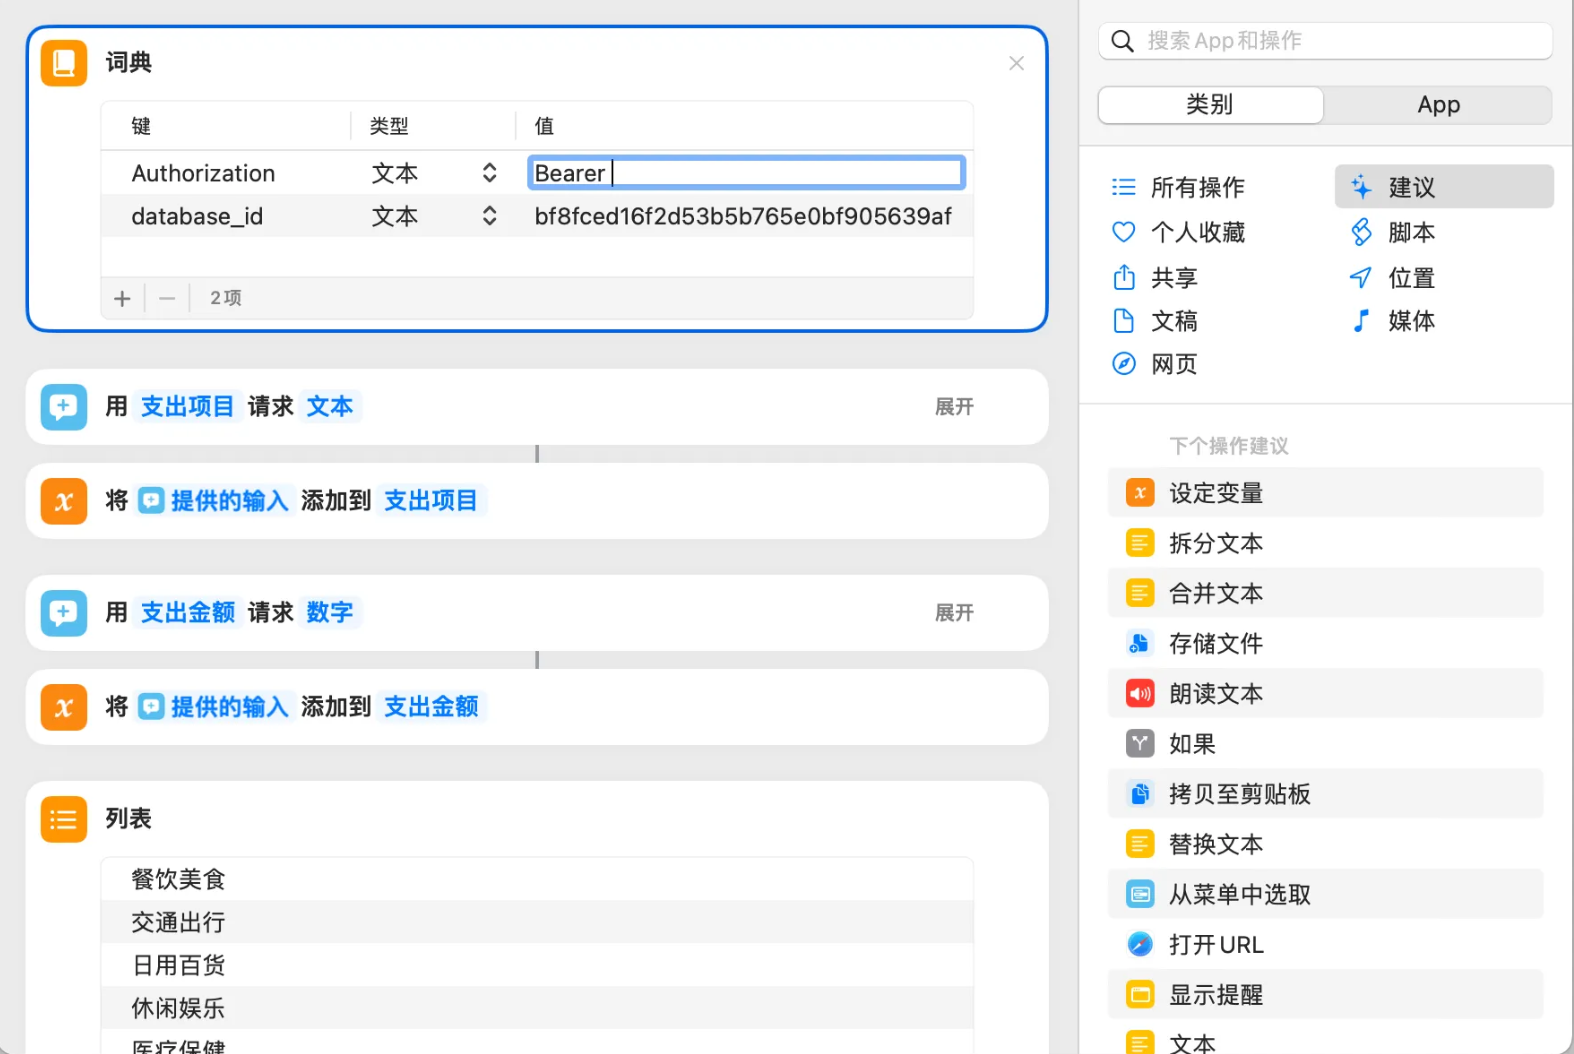 词典
键 类型 值
Authorization 文本 Bearer
database_id 文本 bf8fced16f2d53b5b765e0bf905639af
2项
用 支出项目 请求 文本 展开
将 提供的输入 添加到 支出项目
用 支出金额 请求 数字 展开
将 提供的输入 添加到 支出金额
列表
餐饮美食
交通出行
日用百货
休闲娱乐
医疗保健
搜索App和操作
类别 App
所有操作 建议
个人收藏 脚本
共享 位置
文稿 媒体
网页
下个操作建议
设定变量
拆分文本
合并文本
存储文件
朗读文本
如果
拷贝至剪贴板
替换文本
从菜单中选取
打开URL
显示提醒
文本